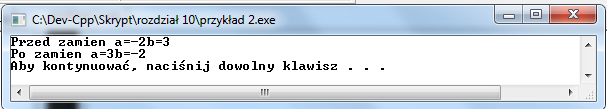 C:\Dev-Cpp\Skrypt\rozdział 10\przykład 2.exe
Przed zamien a=-2b=3
Po zamien a=3b=-2
Aby kontynuować, naciśnij dowolny klawisz . . .